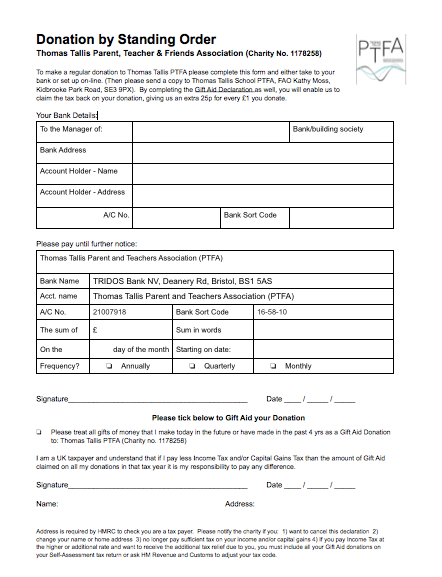 Donation by Standing Order
Thomas Tallis Parent, Teacher & Friends Association (Charity No. 1178258)
PTFA
To make a regular donation to Thomas Tallis PTFA please complete this form and either take to your
bank or set up on-line. (Then please send a copy to Thomas Tallis School PTFA, FAO Kathy Moss,
Kidbrooke Park Road, SE3 9PX). By completing the Gift Aid Declaration as well, you will enable us to
claim the tax back on your donation, giving us an extra 25p for every £1 you donate.
Your Bank Details:
To the Manager of: Bank/building society
Bank Address
Account Holder - Name
Account Holder - Address
A/C No. Bank Sort Code
Please pay until further notice:
Thomas Tallis Parent and Teachers Association (PTFA)
Bank Name TRIDOS Bank NV, Deanery Rd, Bristol, BS1 5AS
Acct. name Thomas Tallis Parent and Teachers Association (PTFA)
A/C No. 21007918 Bank Sort Code 16-58-10
The sum of £ Sum in words
On the day of the month Starting on date:
Frequency? ❑ Annually ❑ Quarterly ❑ Monthly
Signature________________________ Date ____ / _____ / _____
Please tick below to Gift Aid your Donation
❑ Please treat all gifts of money that I make today in the future or have made in the past 4 yrs as a Gift Aid Donation
to: Thomas Tallis PTFA (Charity no. 1178258)
I am a UK taxpayer and understand that if I pay less Income Tax and/or Capital Gains Tax than the amount of Gift Aid
claimed on all my donations in that tax year it is my responsibility to pay any difference.
Signature________________________ Date ____ / _____ / _____
Name: Address:
Address is required by HMRC to check you are a tax payer. Please notify the charity if you: 1) want to cancel this declaration 2)
change your name or home address 3) no longer pay sufficient tax on your income and/or capital gains 4) if you pay Income Tax at
the higher or additional rate and want to receive the additional tax relief due to you, you must include all your Gift Aid donations on
your Self-Assessment tax return or ask HM Revenue and Customs to adjust your tax code.